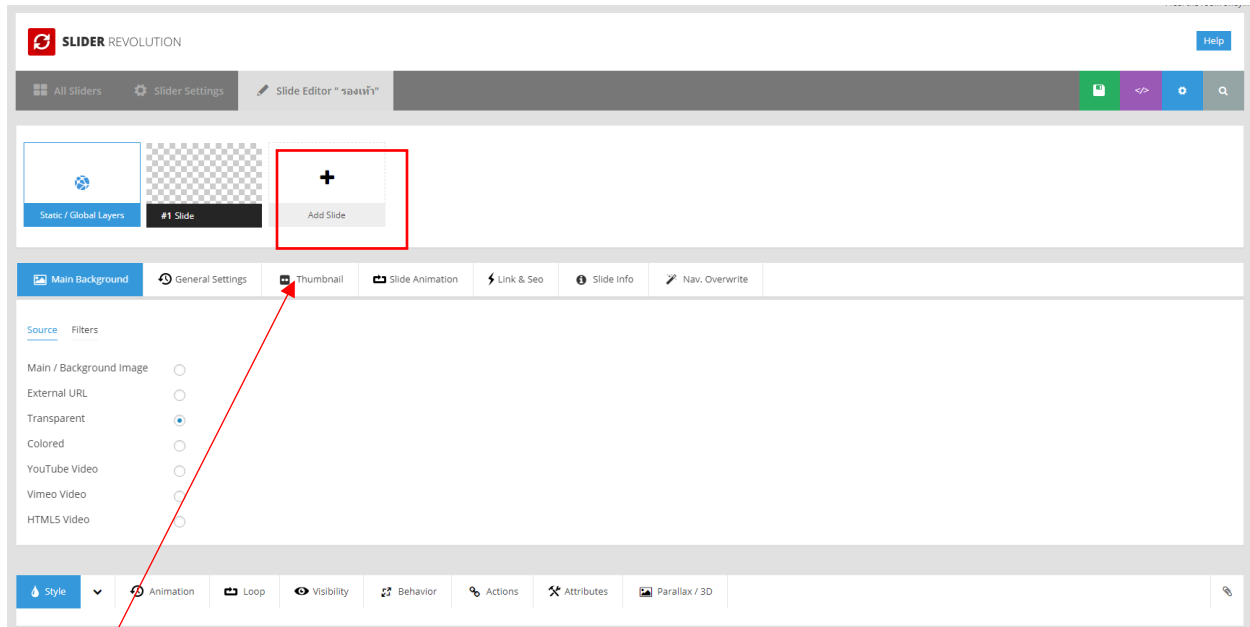 SLIDER REVOLUTION
Help
All Sliders Slider Settings Slide Editor " รองเท้า"
Static / Global Layers #1 Slide Add Slide
Main Background General Settings Thumbnail Slide Animation Link & Seo Slide Info Nav. Overwrite
Source Filters
Main / Background Image
External URL
Transparent
Colored
YouTube Video
Vimeo Video
HTML5 Video
Style Animation Loop Visibility Behavior Actions Attributes Parallax / 3D